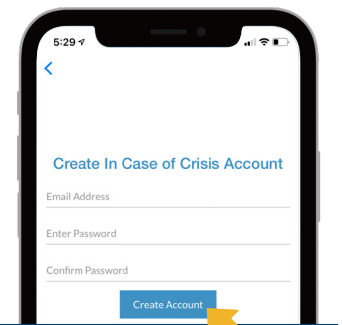 5:29
Create In Case of Crisis Account
Email Address
Enter Password
Confirm Password
Create Account